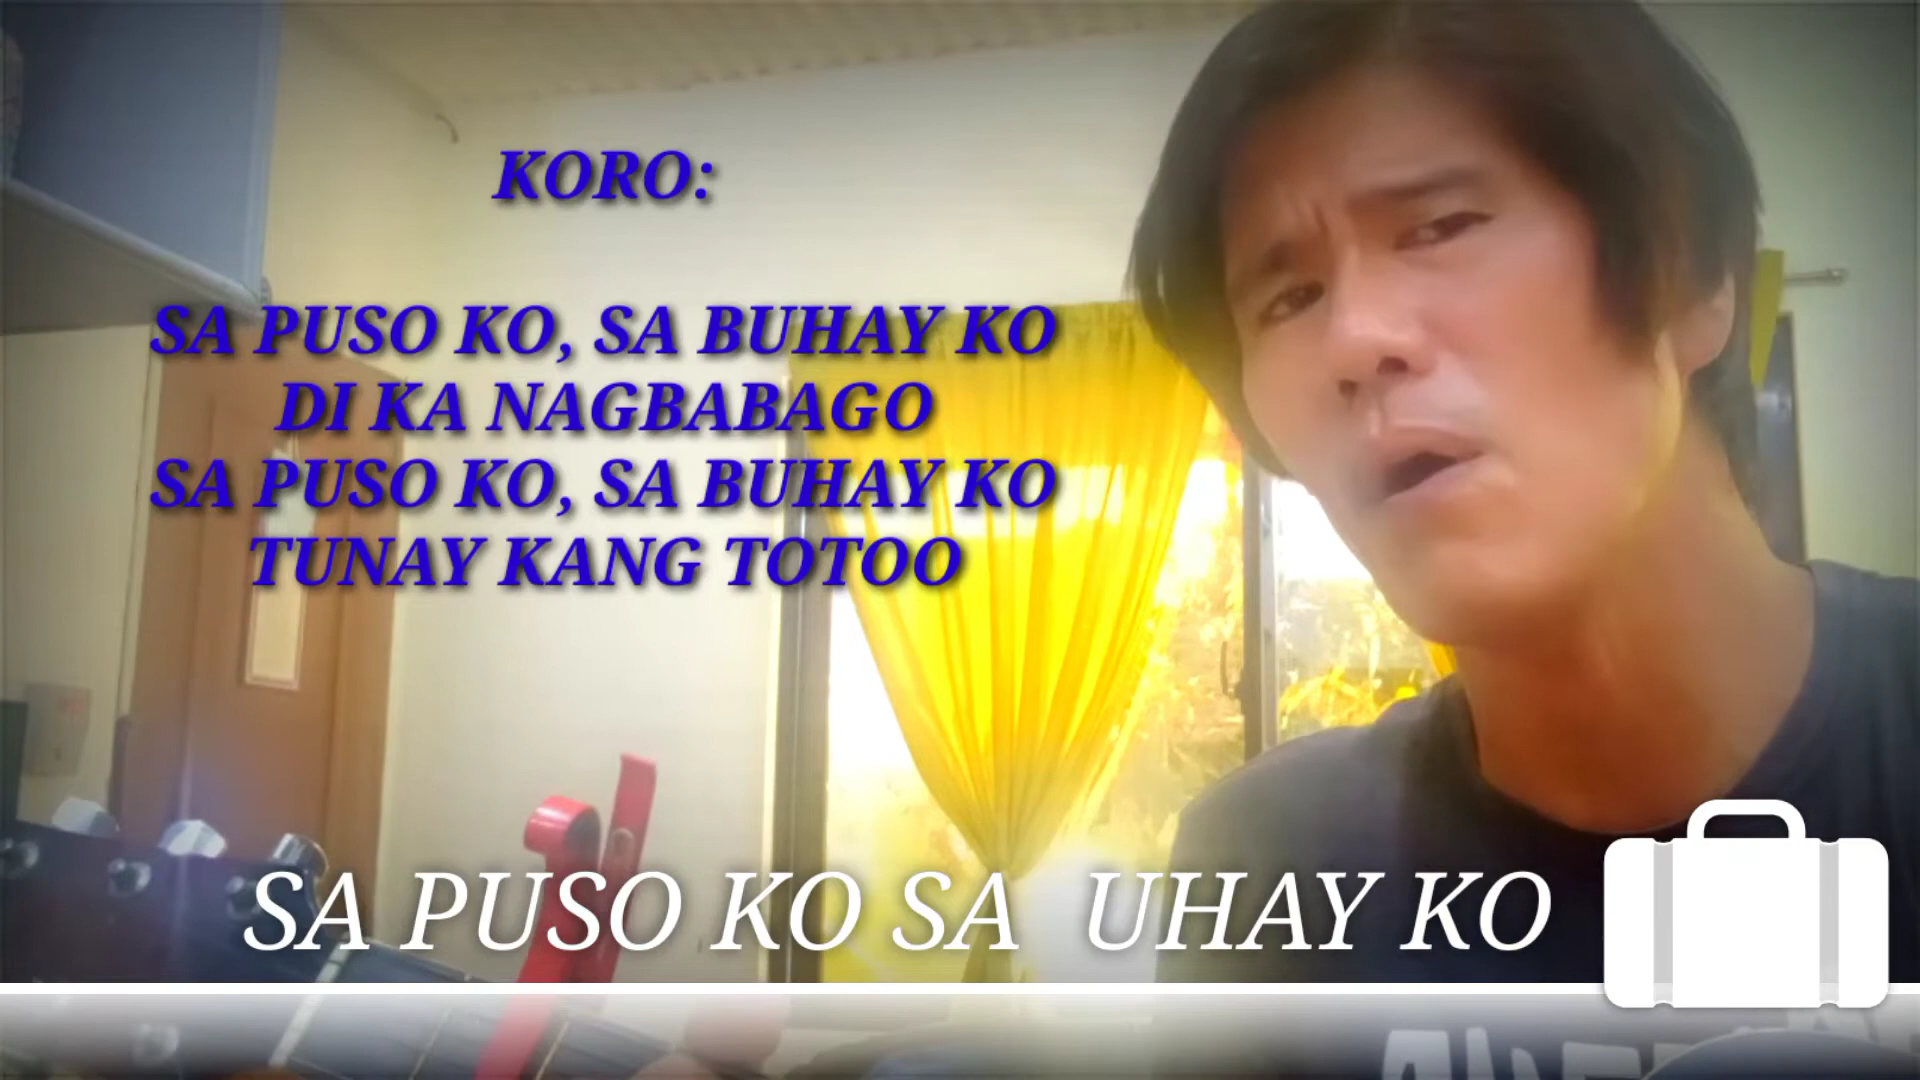 KORO:
SA PUSO KO, SA BUHAY KO
DI KA NAGBABAGO
SA PUSO KO, SA BUHAY KO
TUNAY KANG TOTOO
SA PUSO KO SA  UHAY KO